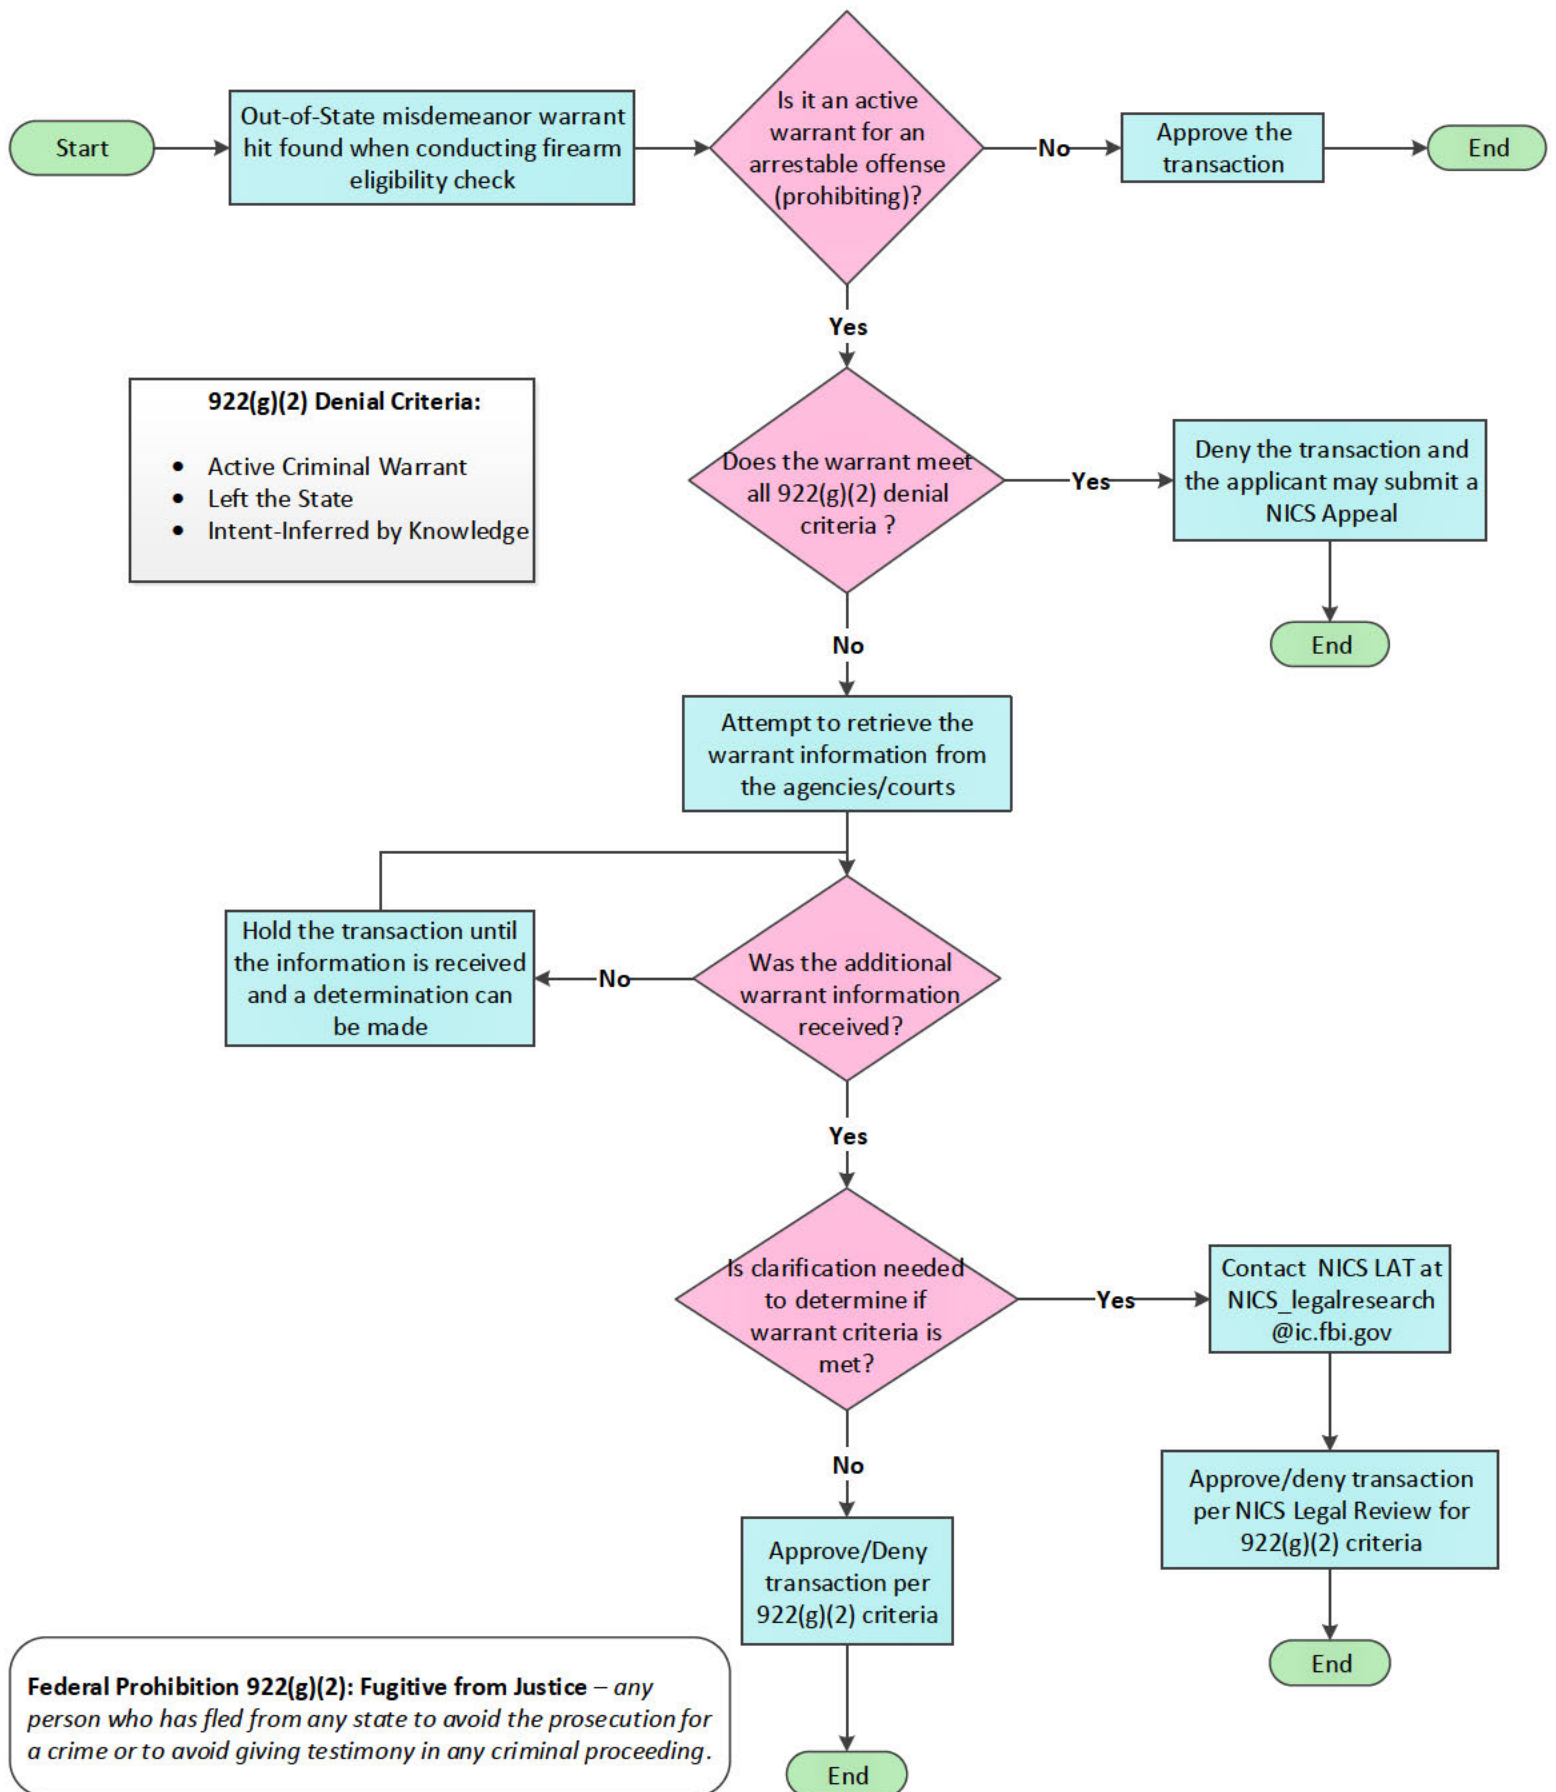 Start
Out-of-State misdemeanor warrant
hit found when conducting firearm
eligibility check
Is it an active
warrant for an
arrestable offense
(prohibiting)?
No
Approve the
transaction
End
Yes
922(g)(2) Denial Criteria:
• Active Criminal Warrant
• Left the State
• Intent-Inferred by Knowledge
Does the warrant meet
all 922(g)(2) denial
criteria ?
Yes
Deny the transaction and
the applicant may submit a
NICS Appeal
End
No
Attempt to retrieve the
warrant information from
the agencies/courts
Hold the transaction until
the information is received
and a determination can
be made
No
Was the additional
warrant information
received?
Yes
Is clarification needed
to determine if
warrant criteria is
met?
Yes
Contact NICS LAT at
NICS_legalresearch
@ic.fbi.gov
No
Approve/deny transaction
per NICS Legal Review for
922(g)(2) criteria
Approve/Deny
transaction per
922(g)(2) criteria
End
Federal Prohibition 922(g)(2): Fugitive from Justice – any
person who has fled from any state to avoid the prosecution for
a crime or to avoid giving testimony in any criminal proceeding.
End